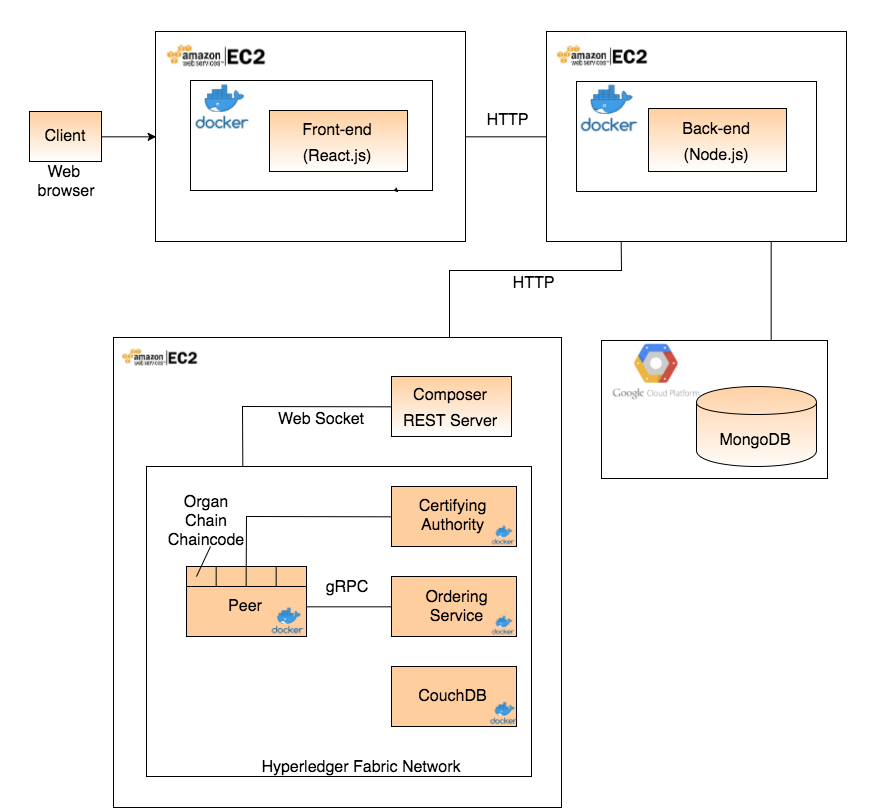 amazon
web services
EC2
docker
Front-end
(React.js)
Client
Web
browser
HTTP
amazon
web services
EC2
docker
Back-end
(Node.js)
HTTP
Google Cloud Platform
MongoDB
amazon
web services
EC2
Composer
REST Server
Web Socket
Organ
Chain
Chaincode
Certifying
Authority
docker
Peer
docker
gRPC
Ordering
Service
docker
CouchDB
docker
Hyperledger Fabric Network